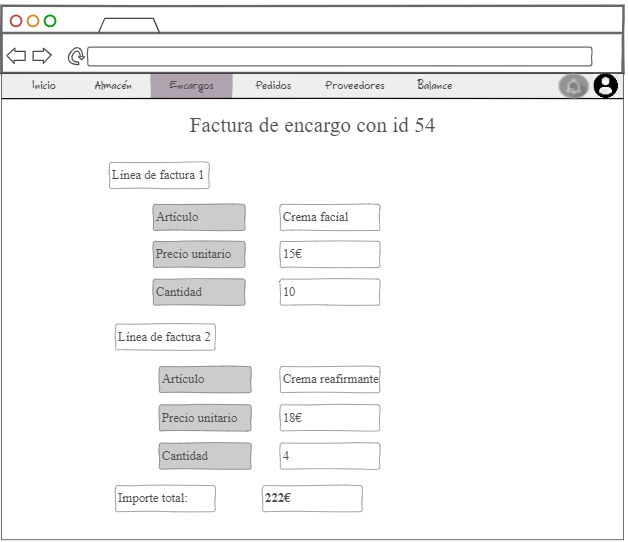 Inicio Almacén Encargos Pedidos Proveedores Balance
Factura de encargo con id 54
Línea de factura 1
Artículo Crema facial
Precio unitario 15€
Cantidad 10
Línea de factura 2
Artículo Crema reafirmante
Precio unitario 18€
Cantidad 4
Importe total: 222€